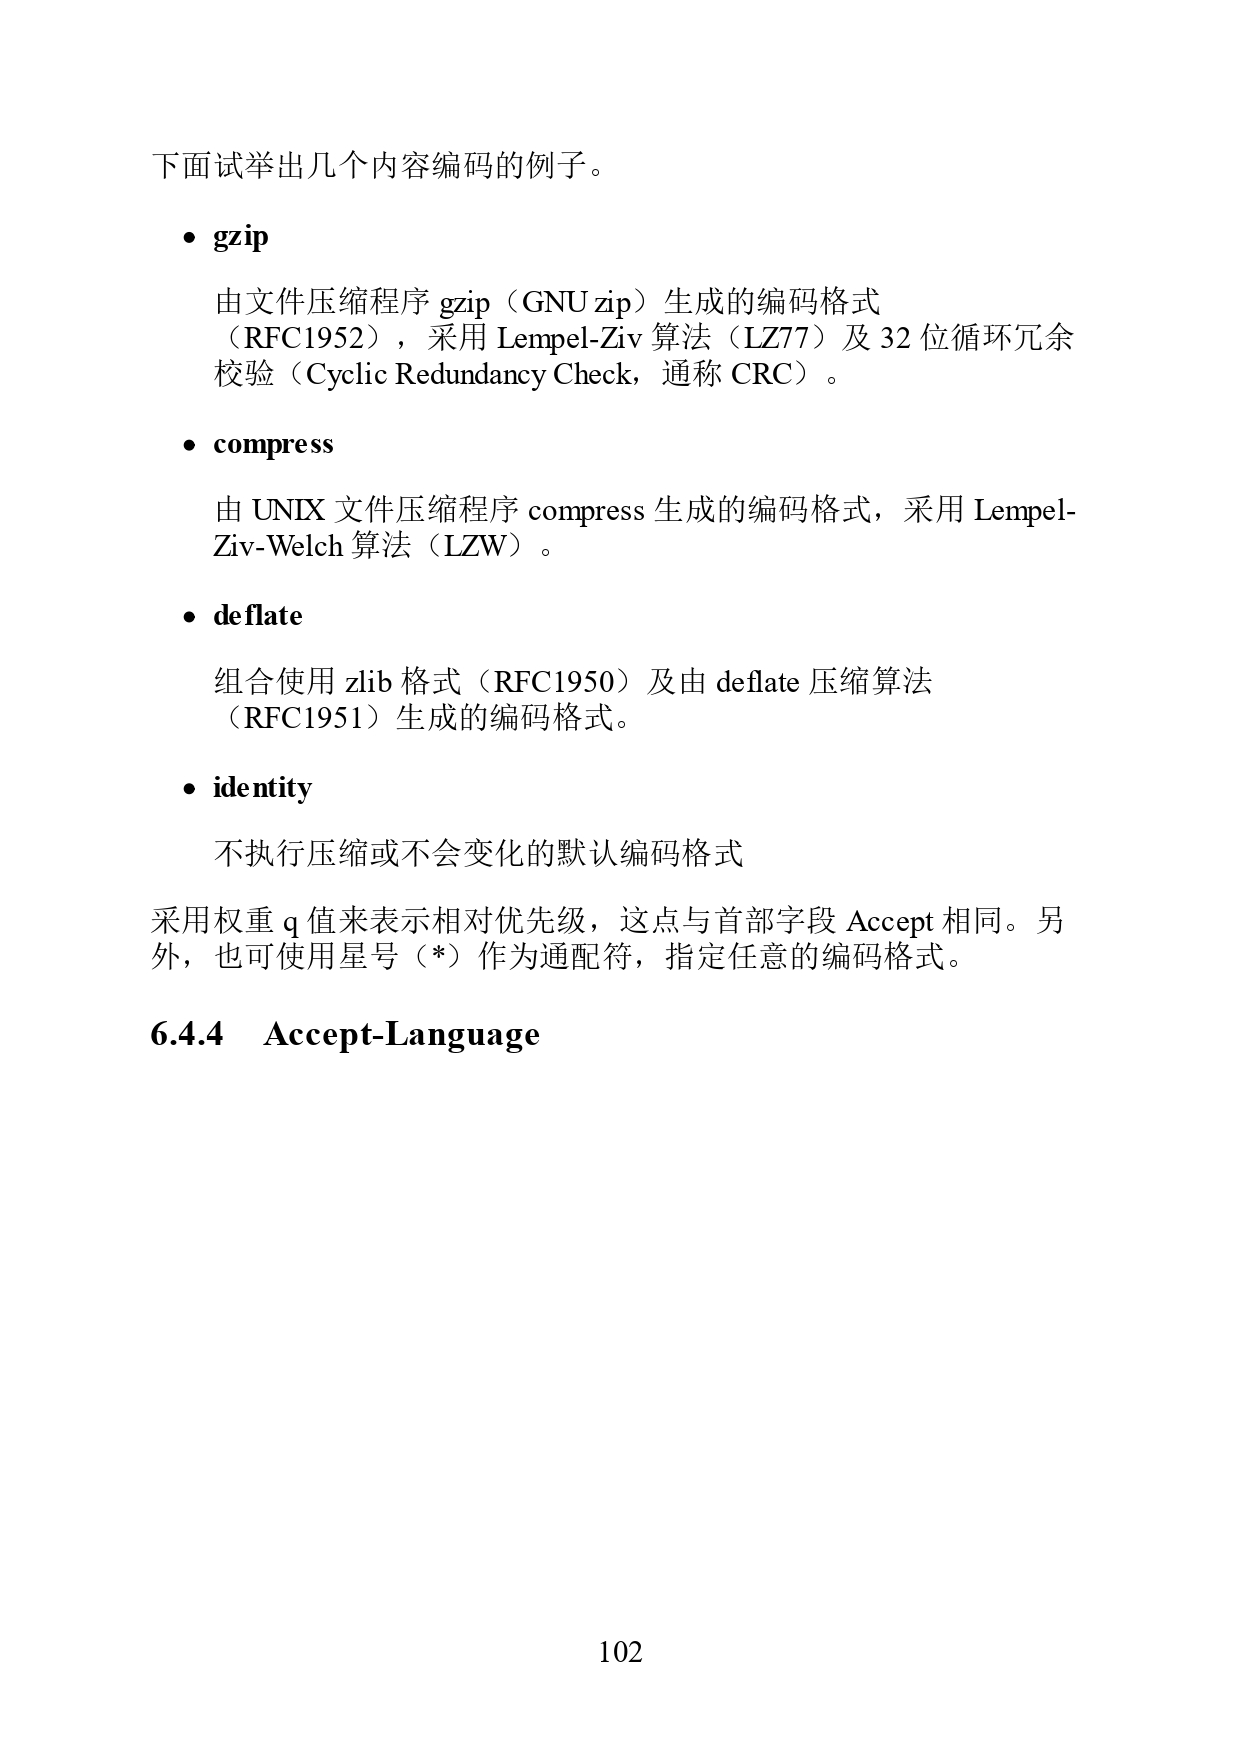 下面试举出几个内容编码的例子。
• gzip
由文件压缩程序 gzip（GNU zip）生成的编码格式
（RFC1952），采用 Lempel-Ziv 算法（LZ77）及 32 位循环冗余
校验（Cyclic Redundancy Check，通称 CRC）。
• compress
由 UNIX 文件压缩程序 compress 生成的编码格式，采用 Lempel-
Ziv-Welch 算法（LZW）。
• deflate
组合使用 zlib 格式（RFC1950）及由 deflate 压缩算法
（RFC1951）生成的编码格式。
• identity
不执行压缩或不会变化的默认编码格式
采用权重 q 值来表示相对优先级，这点与首部字段 Accept 相同。另
外，也可使用星号（*）作为通配符，指定任意的编码格式。
6.4.4 Accept-Language
102